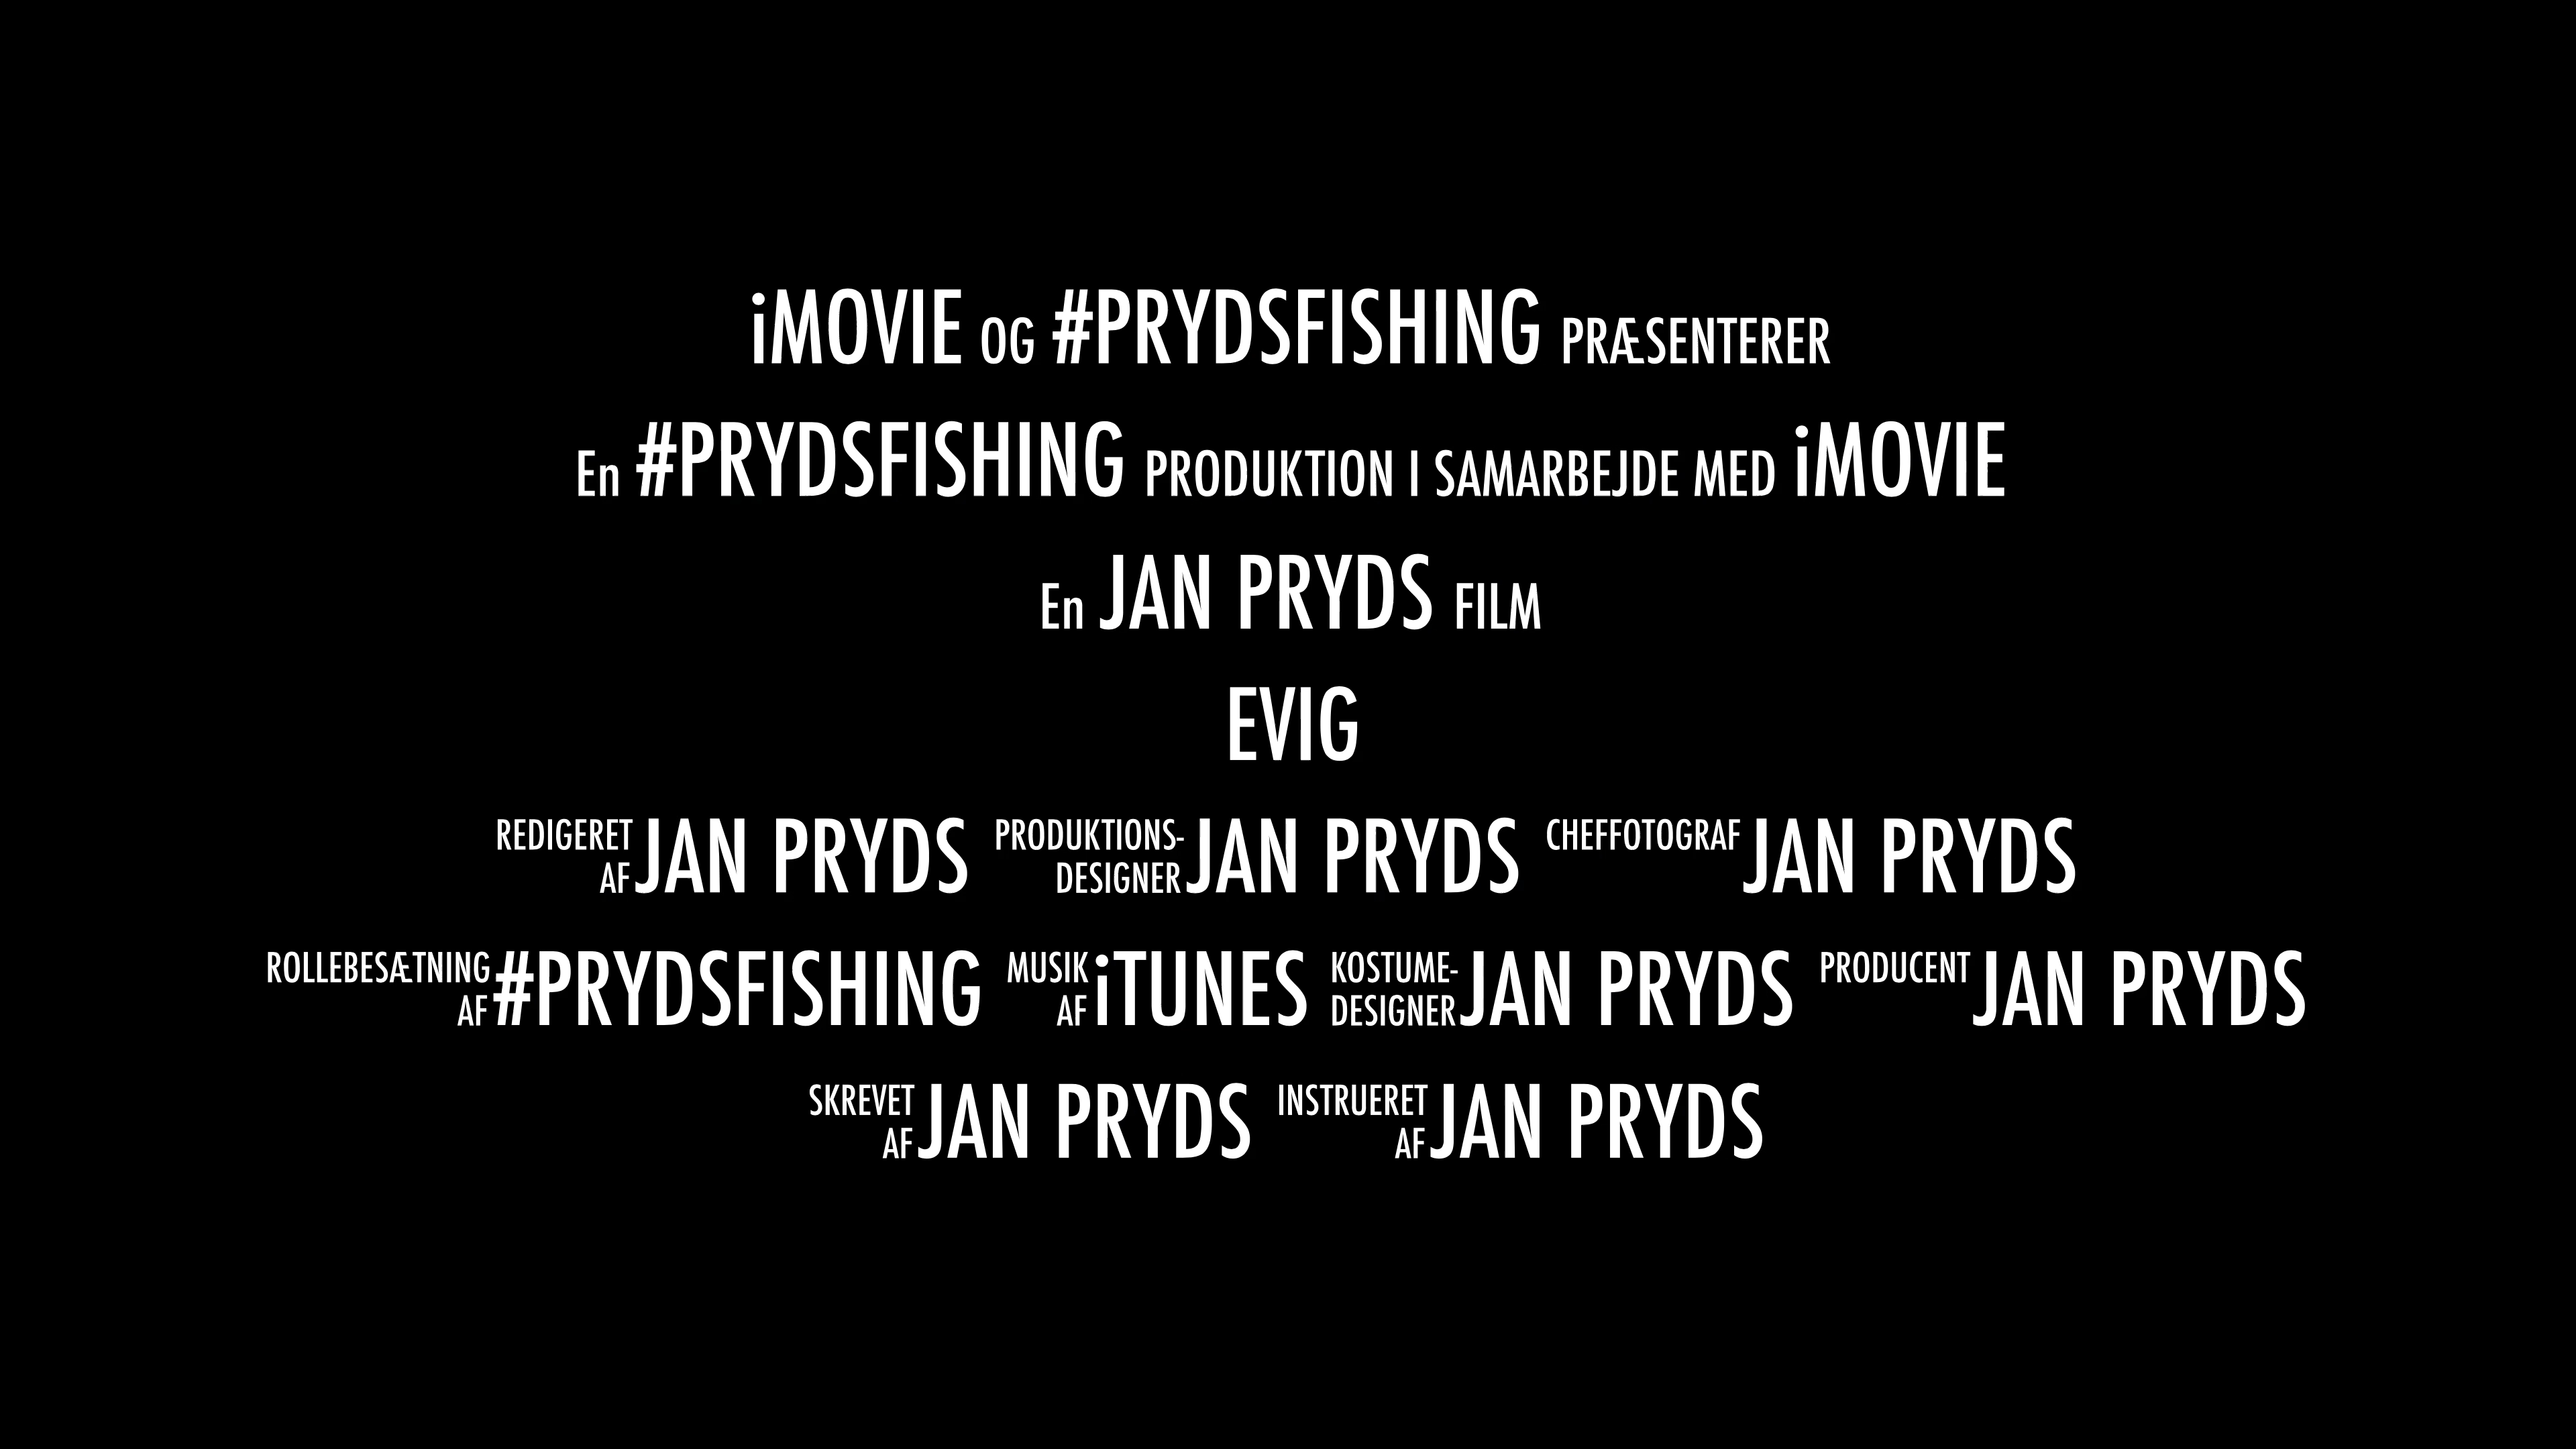 iMOVIE OG #PRYDSFISHING PRÆSENTERER
En #PRYDSFISHING PRODUKTION I SAMARBEJDE MED iMOVIE
En JAN PRYDS FILM
EVIG
REDIGERET AF JAN PRYDS PRODUKTIONS-DESIGNER JAN PRYDS CHEFFOTOGRAF JAN PRYDS
ROLLEBESÆTNING AF #PRYDSFISHING MUSIK AF iTUNES KOSTUME-DESIGNER JAN PRYDS PRODUCENT JAN PRYDS
SKREVET AF JAN PRYDS INSTRUERET AF JAN PRYDS